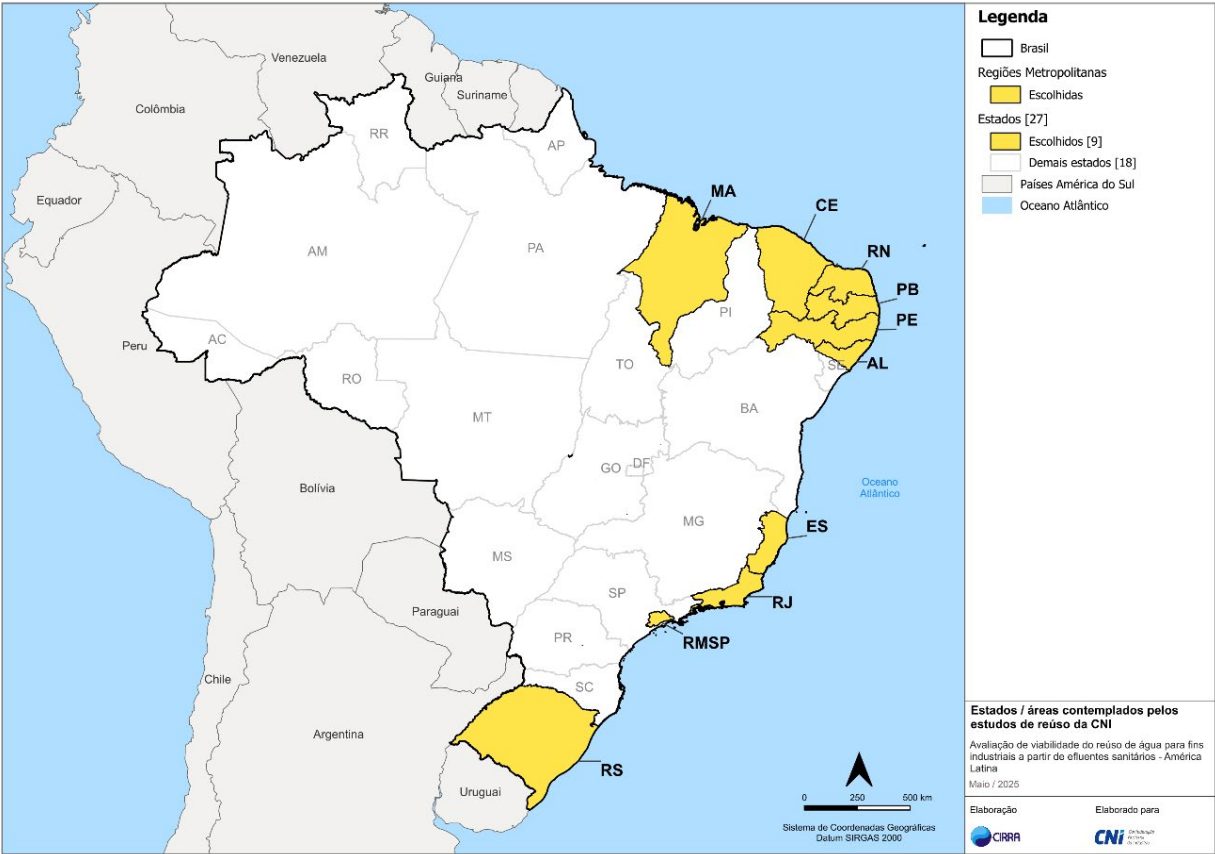 Venezuela
Guiana
Suriname
Colômbia
RR
AP
Equador
MA
CE
AM
PA
RN
PB
PE
PI
AC
Peru
TO
SE
AL
RO
BA
MT
GO
DF
Bolívia
Oceano
Atlântico
MG
ES
MS
SP
Paraguai
RJ
PR
RMSP
Chile
SC
Argentina
RS
Uruguai
0 250 500 km
Sistema de Coordenadas Geográficas
Datum SIRGAS 2000
Legenda
Brasil
Regiões Metropolitanas
Escolhidas
Estados [27]
Escolhidos [9]
Demais estados [18]
Países América do Sul
Oceano Atlântico
Estados / áreas contemplados pelos
estudos de reúso da CNI
Avaliação de viabilidade do reúso de água para fins
industriais a partir de efluentes sanitários - América
Latina
Maio / 2025
Elaboração
Elaborado para
CIRRA
CNI